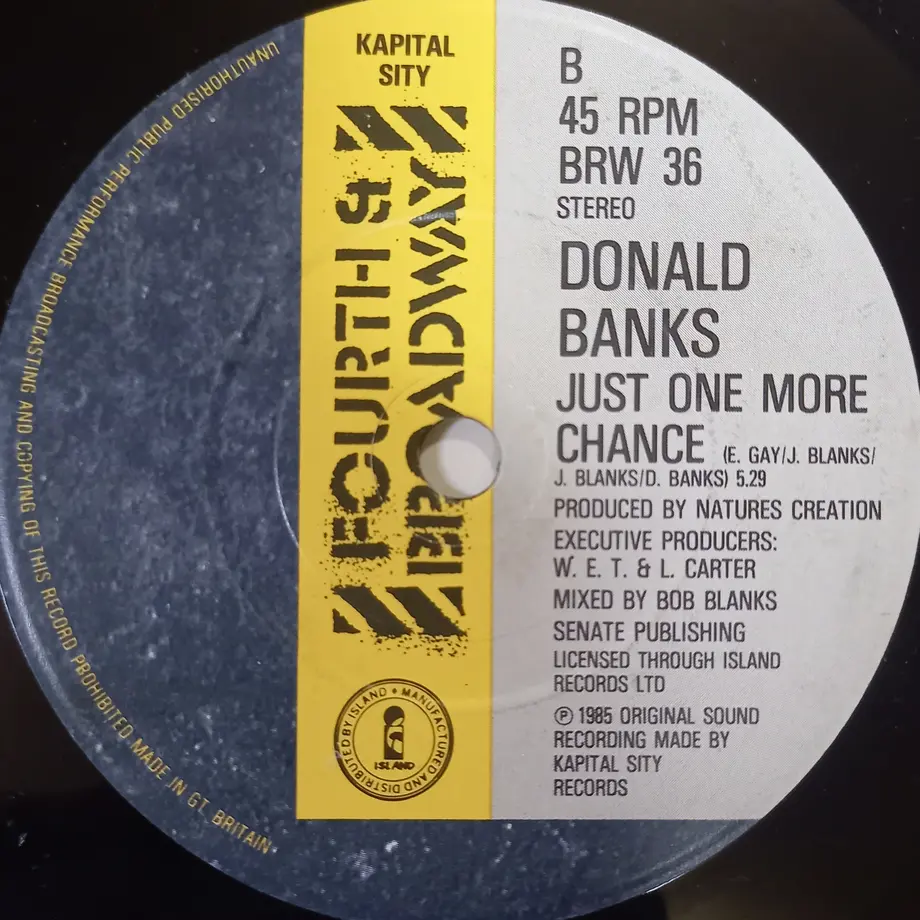 KAPITAL
SITY
FOURTH &
BROADWAY
MANUFACTURED AND DISTRIBUTED BY ISLAND
ISLAND
B
45 RPM
BRW 36
STEREO
DONALD
BANKS
JUST ONE MORE
CHANCE (E. GAY/J. BLANKS/
J. BLANKS/D. BANKS) 5.29
PRODUCED BY NATURES CREATION
EXECUTIVE PRODUCERS:
W. E. T. & L. CARTER
MIXED BY BOB BLANKS
SENATE PUBLISHING
LICENSED THROUGH ISLAND
RECORDS LTD
℗ 1985 ORIGINAL SOUND
RECORDING MADE BY
KAPITAL SITY
RECORDS
UNAUTHORISED PUBLIC PERFORMANCE BROADCASTING AND COPYING OF THIS RECORD PROHIBITED. MADE IN GT. BRITAIN